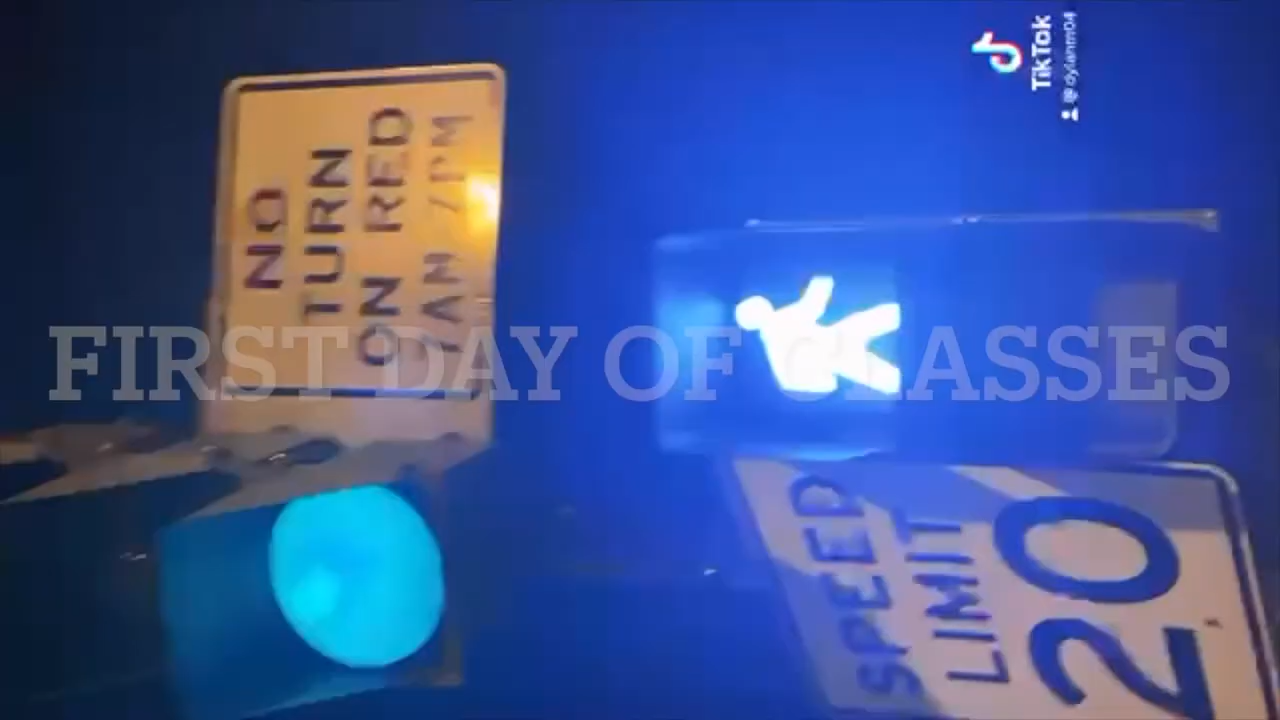 NO
TURN
ON RED
7AM 7PM
FIRST DAY OF CLASSES
SPEED
LIMIT
20
TikTok
@dylanm04